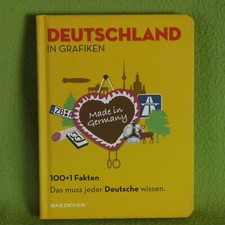 DEUTSCHLAND
IN GRAFIKEN
Made in
Germany
100+1 Fakten
Das muss jeder Deutsche wissen.
BAEDEKER